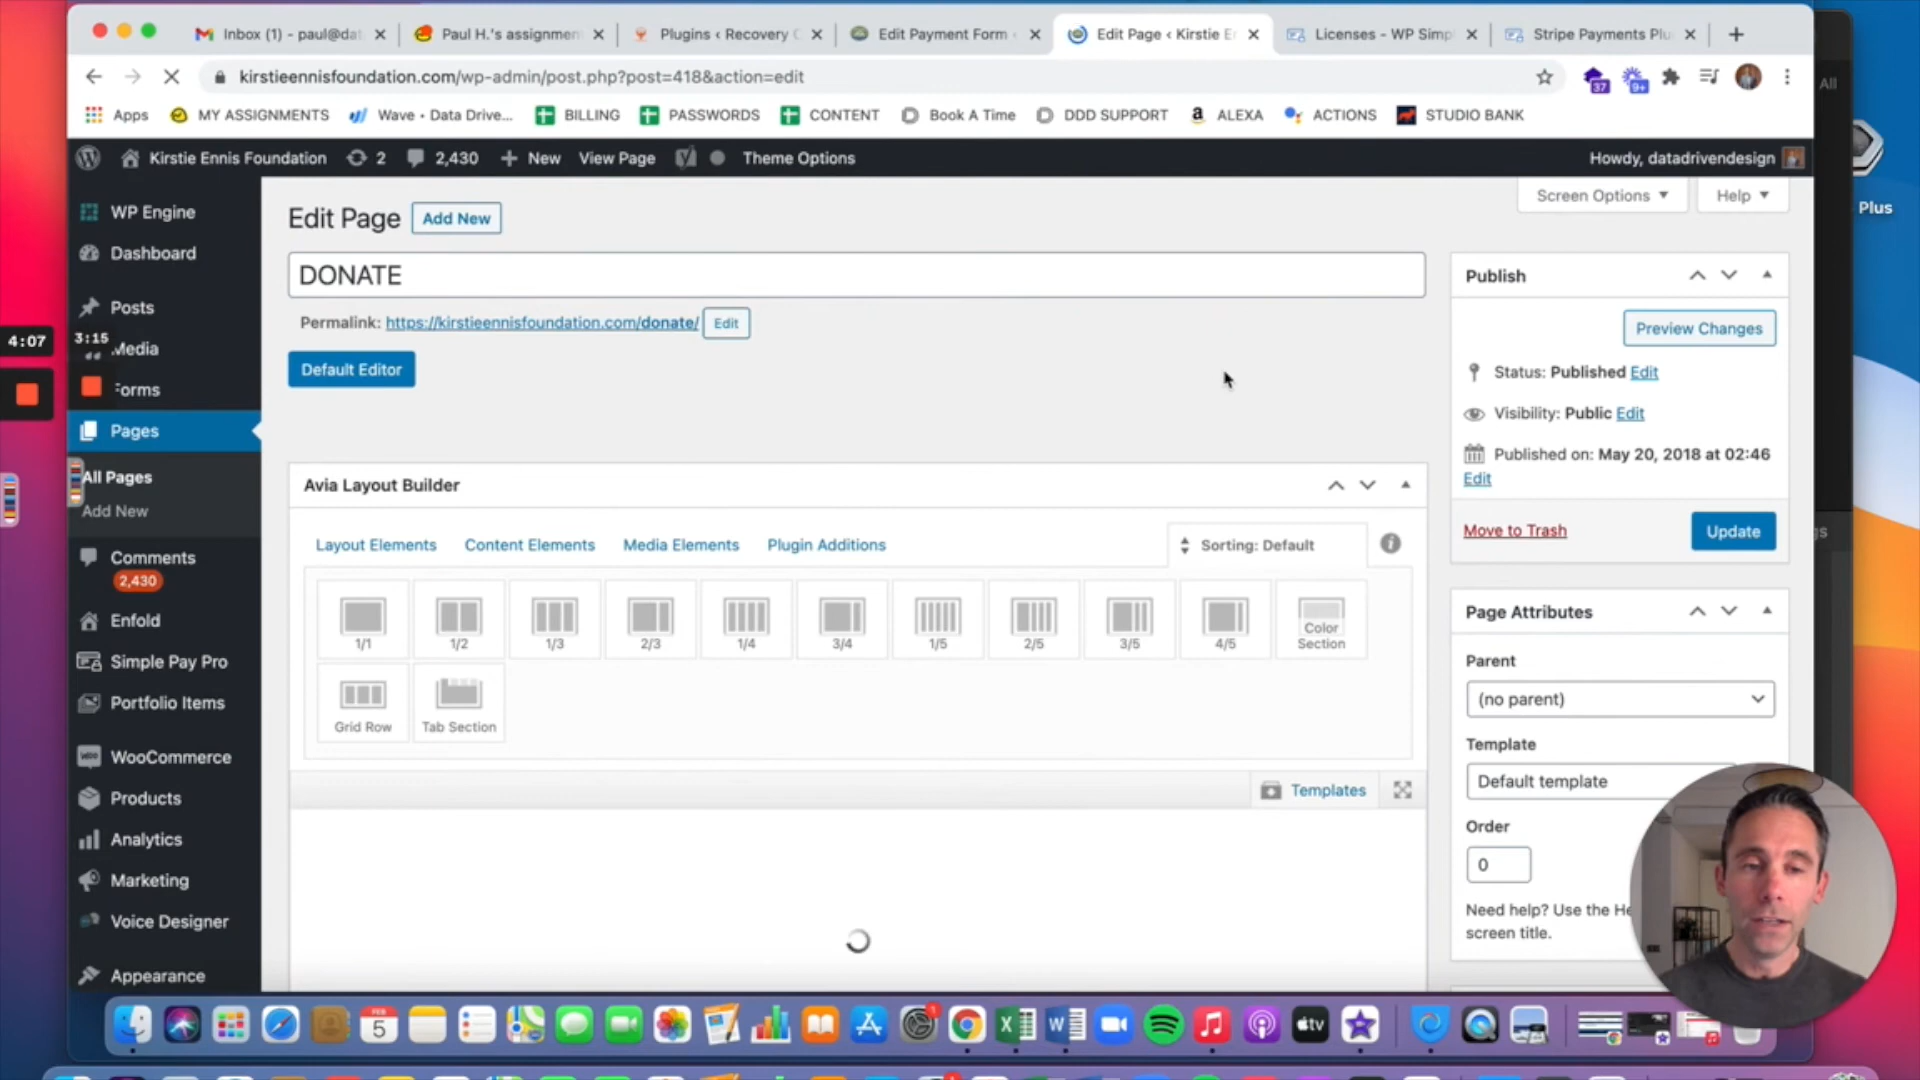 Inbox (1) - paul@dat
Paul H.'s assignmen
Plugins ‹ Recovery C
Edit Payment Form ‹
Edit Page ‹ Kirstie En
Licenses - WP Simp
Stripe Payments Plu
kirstieennisfoundation.com/wp-admin/post.php?post=418&action=edit
37
9+
All
Apps
MY ASSIGNMENTS
Wave • Data Drive...
BILLING
PASSWORDS
CONTENT
Book A Time
DDD SUPPORT
ALEXA
ACTIONS
STUDIO BANK
Kirstie Ennis Foundation
2
2,430
New
View Page
Theme Options
Howdy, datadrivendesign
Plus
WP Engine
Dashboard
Posts
Media
Forms
Pages
All Pages
Add New
Comments
2,430
Enfold
Simple Pay Pro
Portfolio Items
WooCommerce
Products
Analytics
Marketing
Voice Designer
Appearance
4:07
3:15
Screen Options
Help
Edit Page
Add New
DONATE
Permalink: https://kirstieennisfoundation.com/donate/
Edit
Default Editor
Avia Layout Builder
Layout Elements
Content Elements
Media Elements
Plugin Additions
Sorting: Default
1/1
1/2
1/3
2/3
1/4
3/4
1/5
2/5
3/5
4/5
Color
Section
Grid Row
Tab Section
Templates
Publish
Preview Changes
Status: Published Edit
Visibility: Public Edit
Published on: May 20, 2018 at 02:46
Edit
Move to Trash
Update
Page Attributes
Parent
(no parent)
Template
Default template
Order
0
Need help? Use the He
screen title.
FEB
5
tv
1